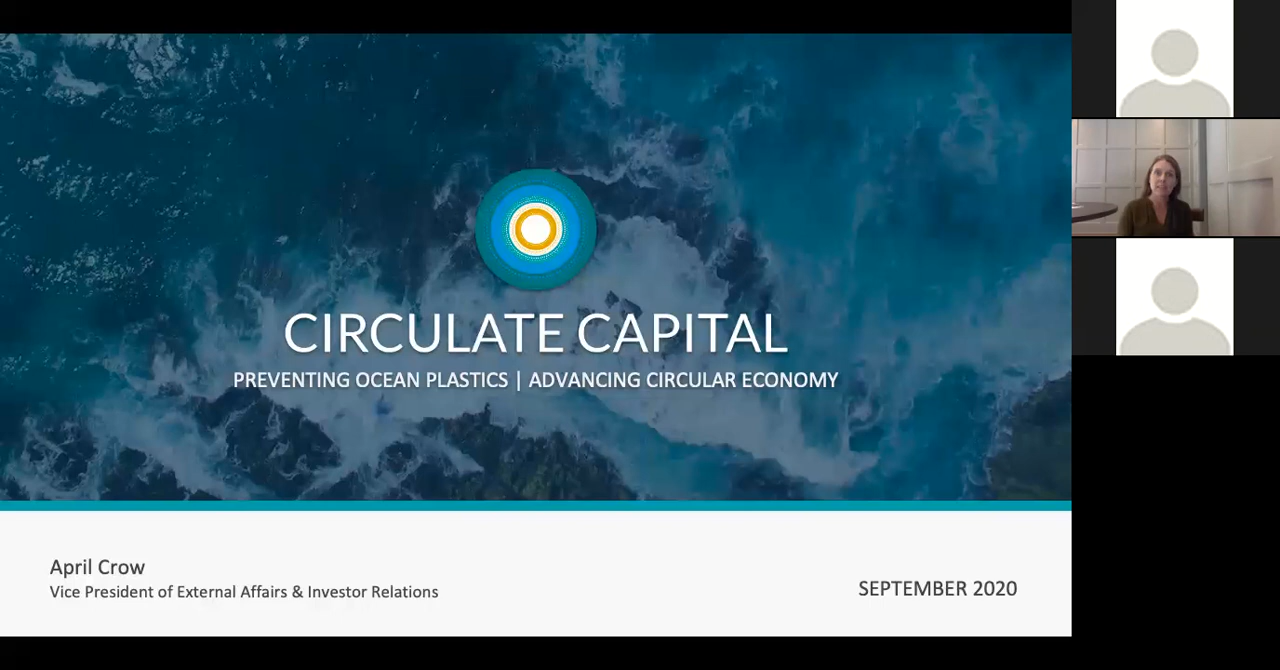 CIRCULATE CAPITAL
PREVENTING OCEAN PLASTICS | ADVANCING CIRCULAR ECONOMY
April Crow
Vice President of External Affairs & Investor Relations
SEPTEMBER 2020